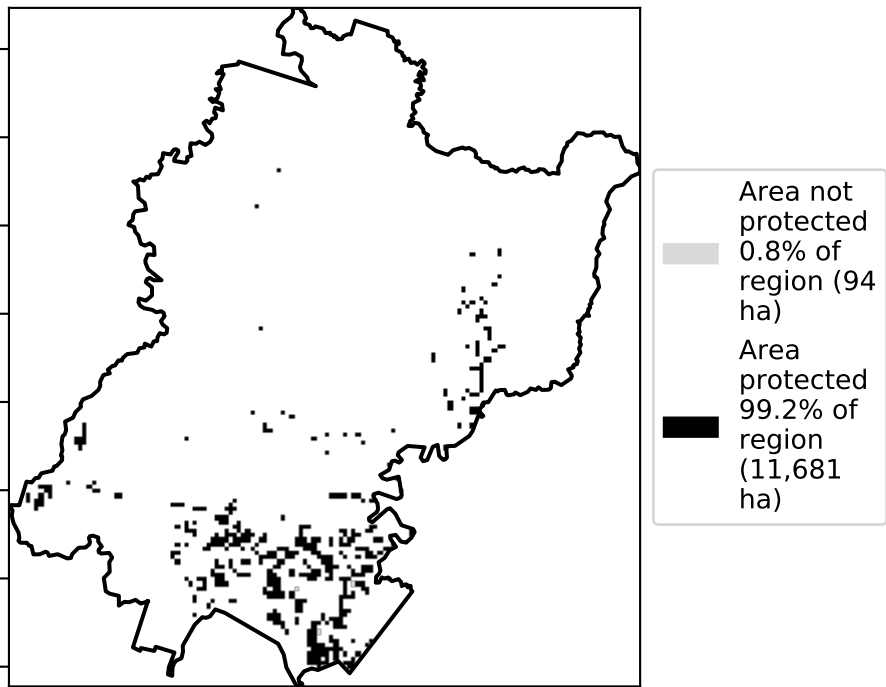 Area not
protected
0.8% of
region (94
ha)
Area
protected
99.2% of
region
(11,681
ha)